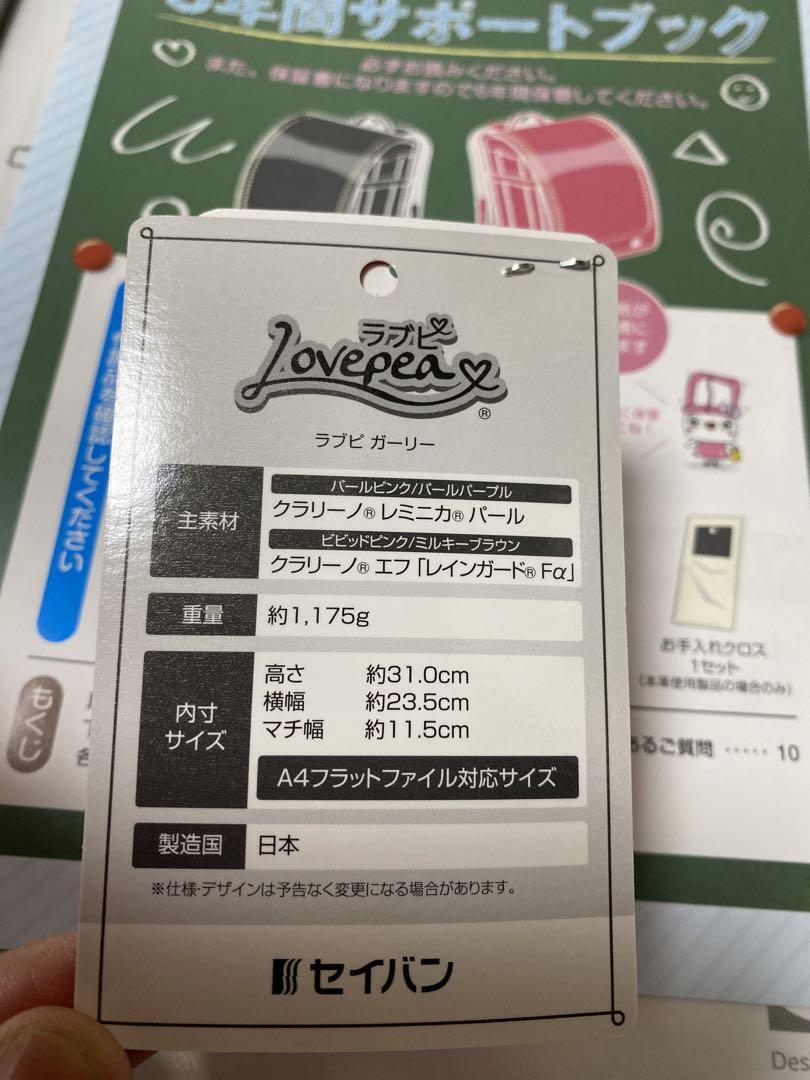 6年間サポートブック
必ずお読みください。
また、保証書になりますので6年間保管してください。
ラブピ
Lovepea
®
ラブピ ガーリー
主素材
パールピンク/パールパープル
クラリーノ® レミニカ® パール
ビビッドピンク/ミルキーブラウン
クラリーノ® エフ「レインガード® Fα」
重量
約1,175g
内寸
サイズ
高さ 約31.0cm
横幅 約23.5cm
マチ幅 約11.5cm
A4フラットファイル対応サイズ
製造国
日本
※仕様・デザインは予告なく変更になる場合があります。
セイバン
を確認してください
もくじ
お手入れクロス
1セット
(本革使用製品の場合のみ)
あるご質問 ····· 10
Des